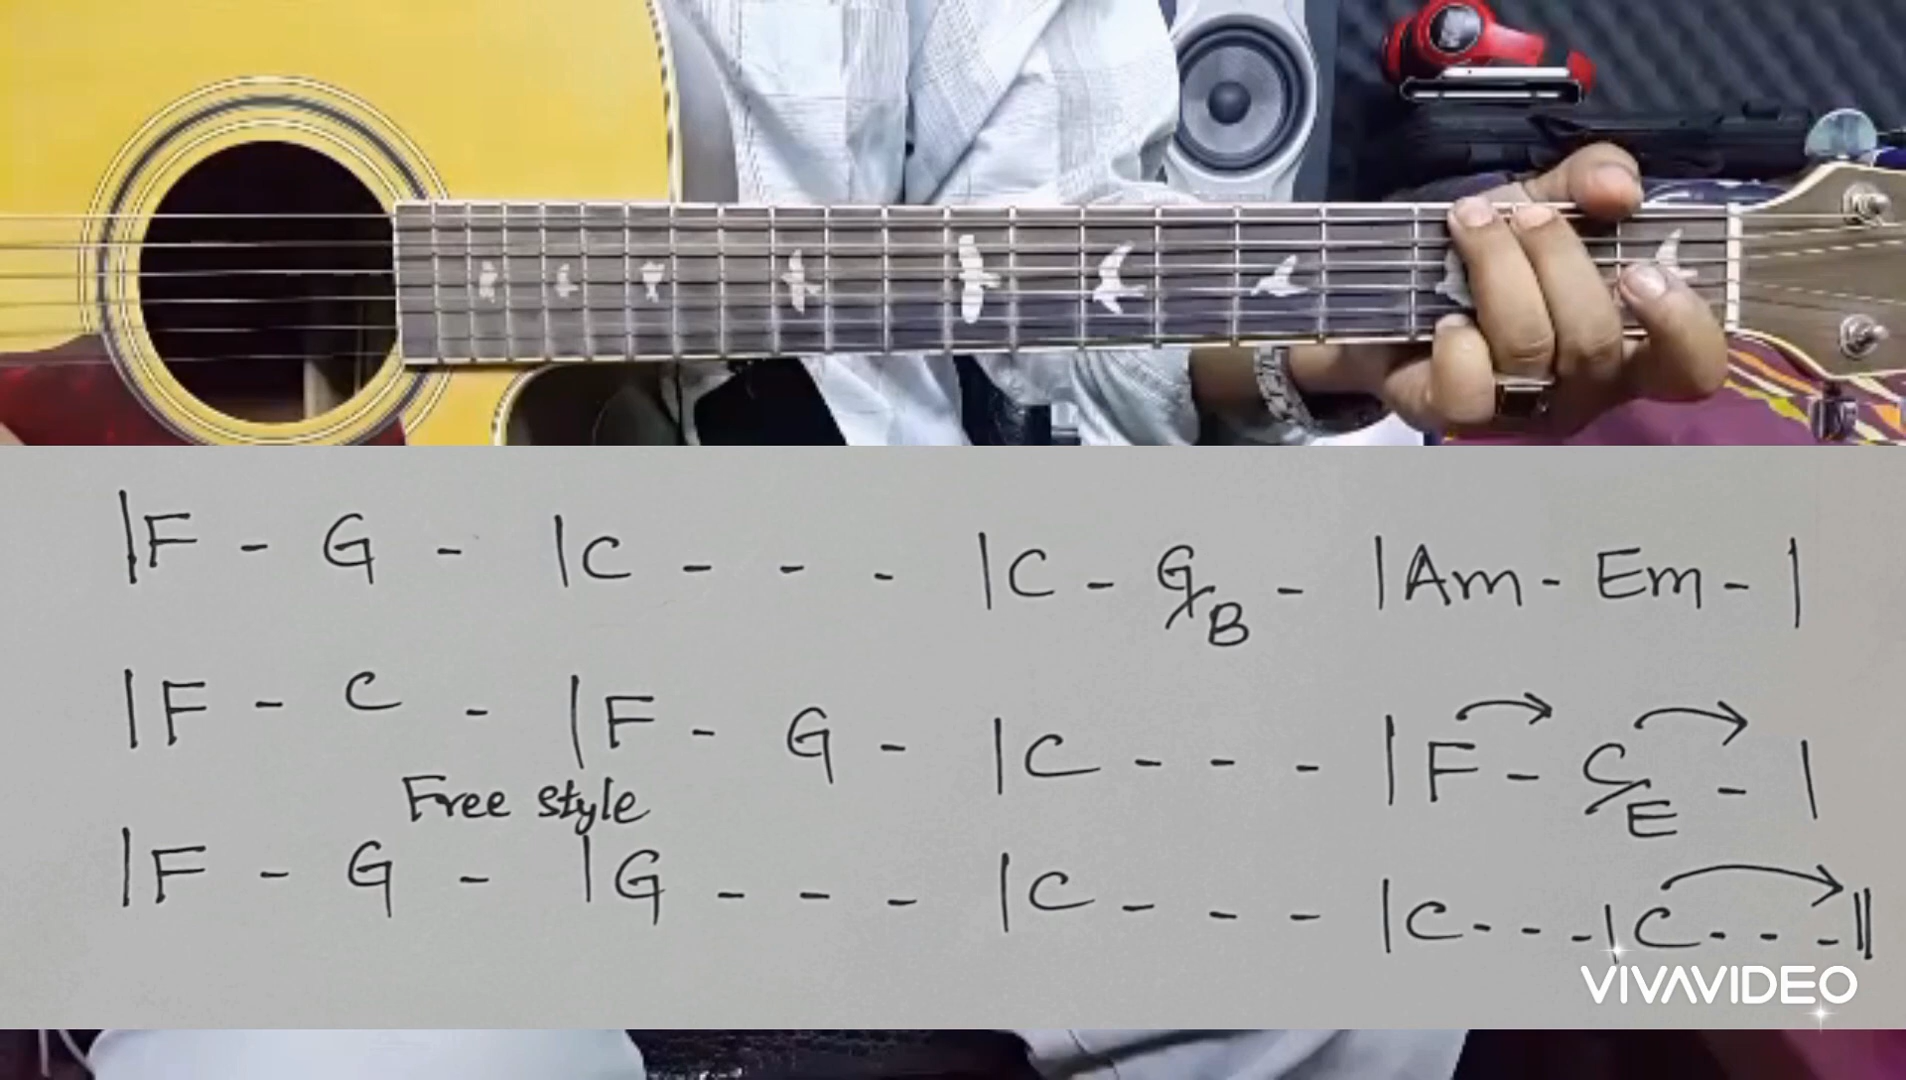 |F - G - |C - - - |C - G/B - |Am - Em - |
|F - C - |F - G - |C - - - |F - C/E - |
Free style
|F - G - |G - - - |C - - - |C - - - |C - - - ||
VIVAVIDEO